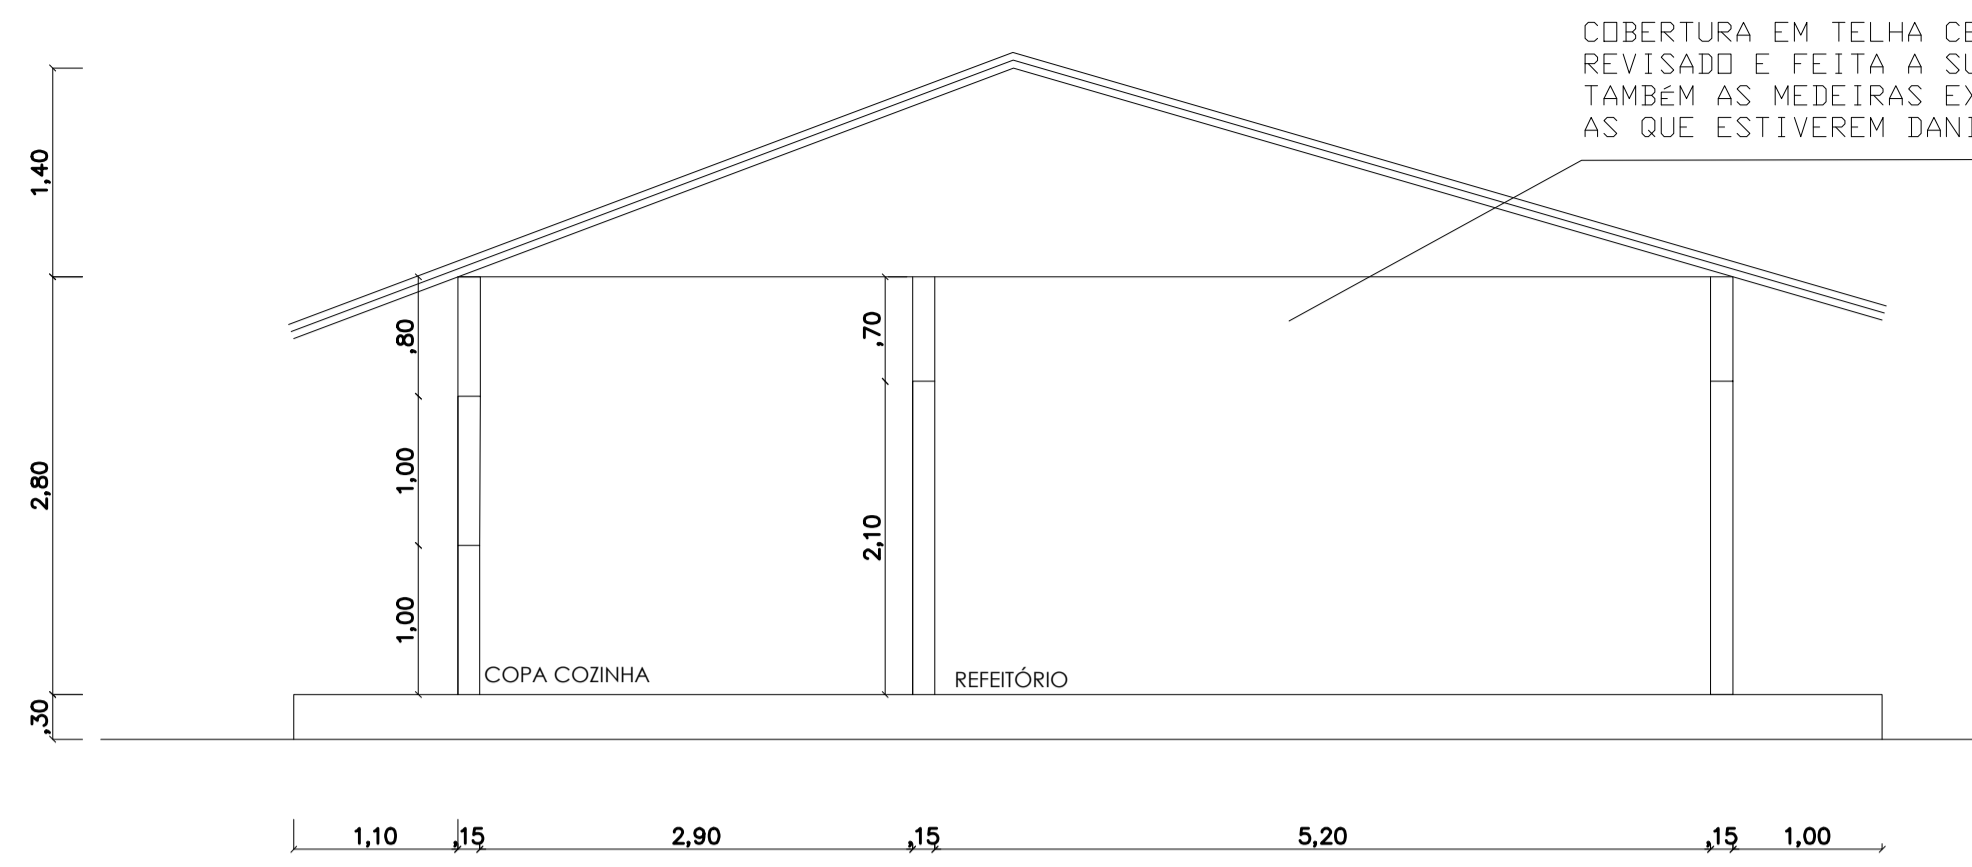 COBERTURA EM TELHA CE
REVISADO E FEITA A SU
TAMBÉM AS MEDEIRAS EX
AS QUE ESTIVEREM DANI
1,40
2,80
,30
,80
1,00
1,00
,70
2,10
COPA COZINHA
REFEITÓRIO
1,10 ,15 2,90 ,15 5,20 ,15 1,00